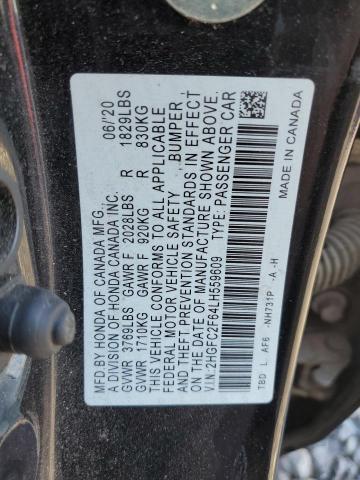 MFD.BY HONDA OF CANADA MFG.
A DIVISION OF HONDA CANADA INC. 06/'20
GVWR 3769LBS GAWR F 2028LBS R 1829LBS
GVWR 1710KG GAWR F 920KG R 830KG
THIS VEHICLE CONFORMS TO ALL APPLICABLE
FEDERAL MOTOR VEHICLE SAFETY BUMPER,
AND THEFT PREVENTION STANDARDS IN EFFECT
ON THE DATE OF MANUFACTURE SHOWN ABOVE.
V.I.N: 2HGFC2F64LH559609 TYPE: PASSENGER CAR
TBD L AF6 -NH731P A -H
MADE IN CANADA